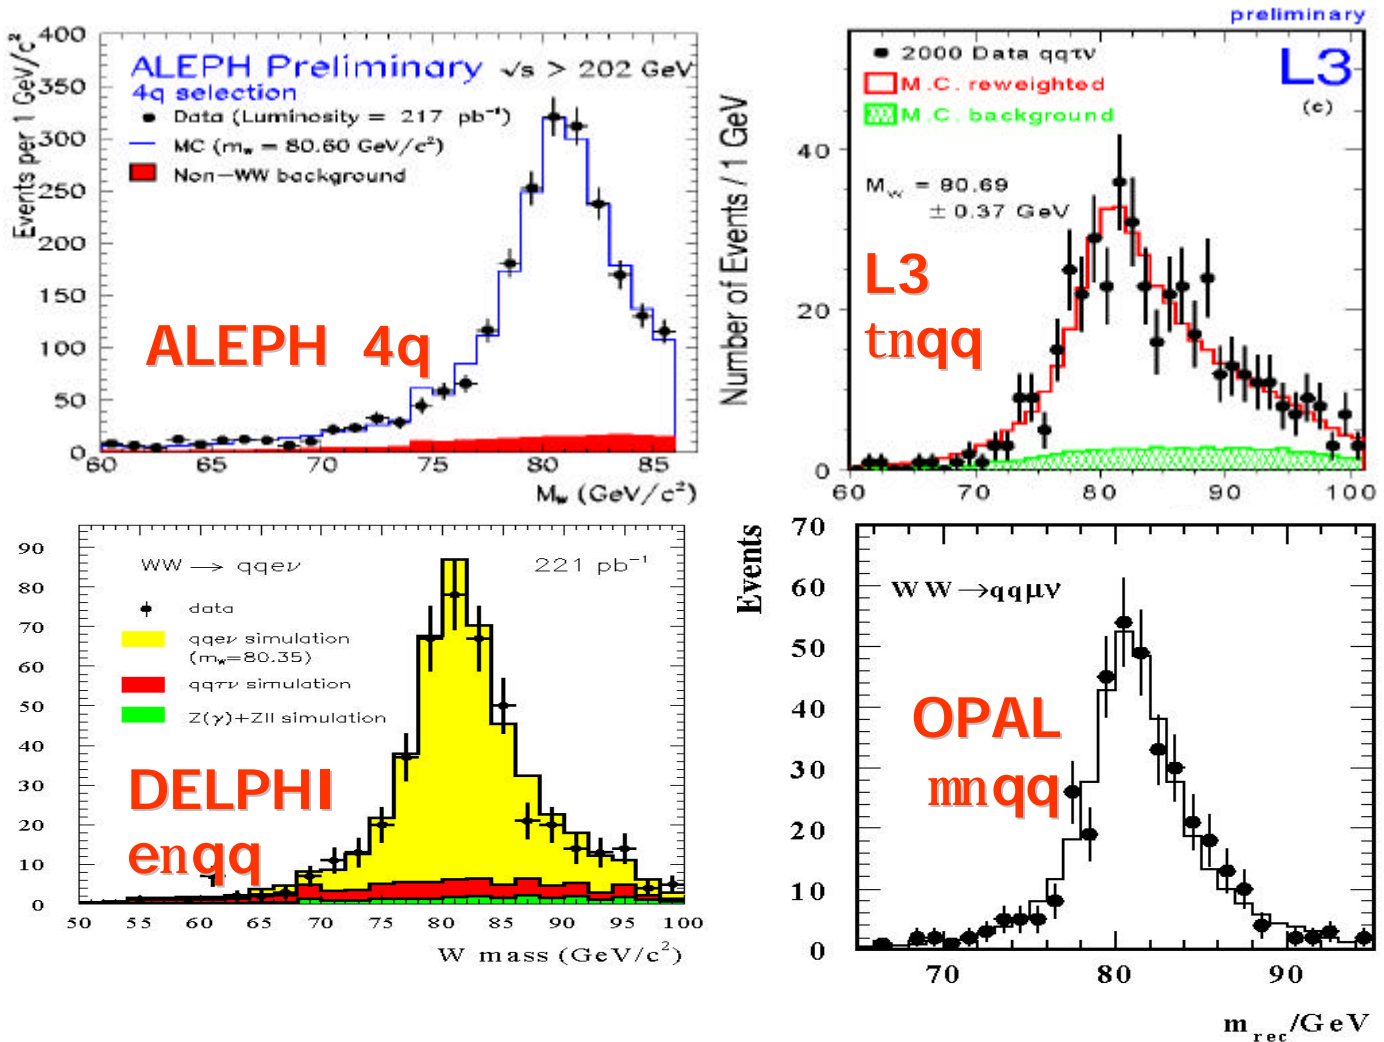 400
350
300
250
200
150
100
50
0
Events per 1 GeV/c²
ALEPH Preliminary √s > 202 GeV
4q selection
Data (Luminosity = 217 pb⁻¹)
MC (mw = 80.60 GeV/c²)
Non-WW background
ALEPH 4q
60 65 70 75 80 85
Mw (GeV/c²)
preliminary
2000 Data qqτν
M.C. reweighted
M.C. background
L3
(c)
Mw = 80.69
± 0.37 GeV
L3
tnqq
Number of Events / 1 GeV
40
20
0
60 70 80 90 100
90
80
70
60
50
40
30
20
10
0
WW → qqeν 221 pb⁻¹
data
qqeν simulation
(mw=80.35)
qqτν simulation
Z(γ)+ZII simulation
DELPHI
enqq
50 55 60 65 70 75 80 85 90 95 100
W mass (GeV/c²)
Events
70
60
50
40
30
20
10
0
WW→qqμν
OPAL
mnqq
70 80 90
m rec/GeV